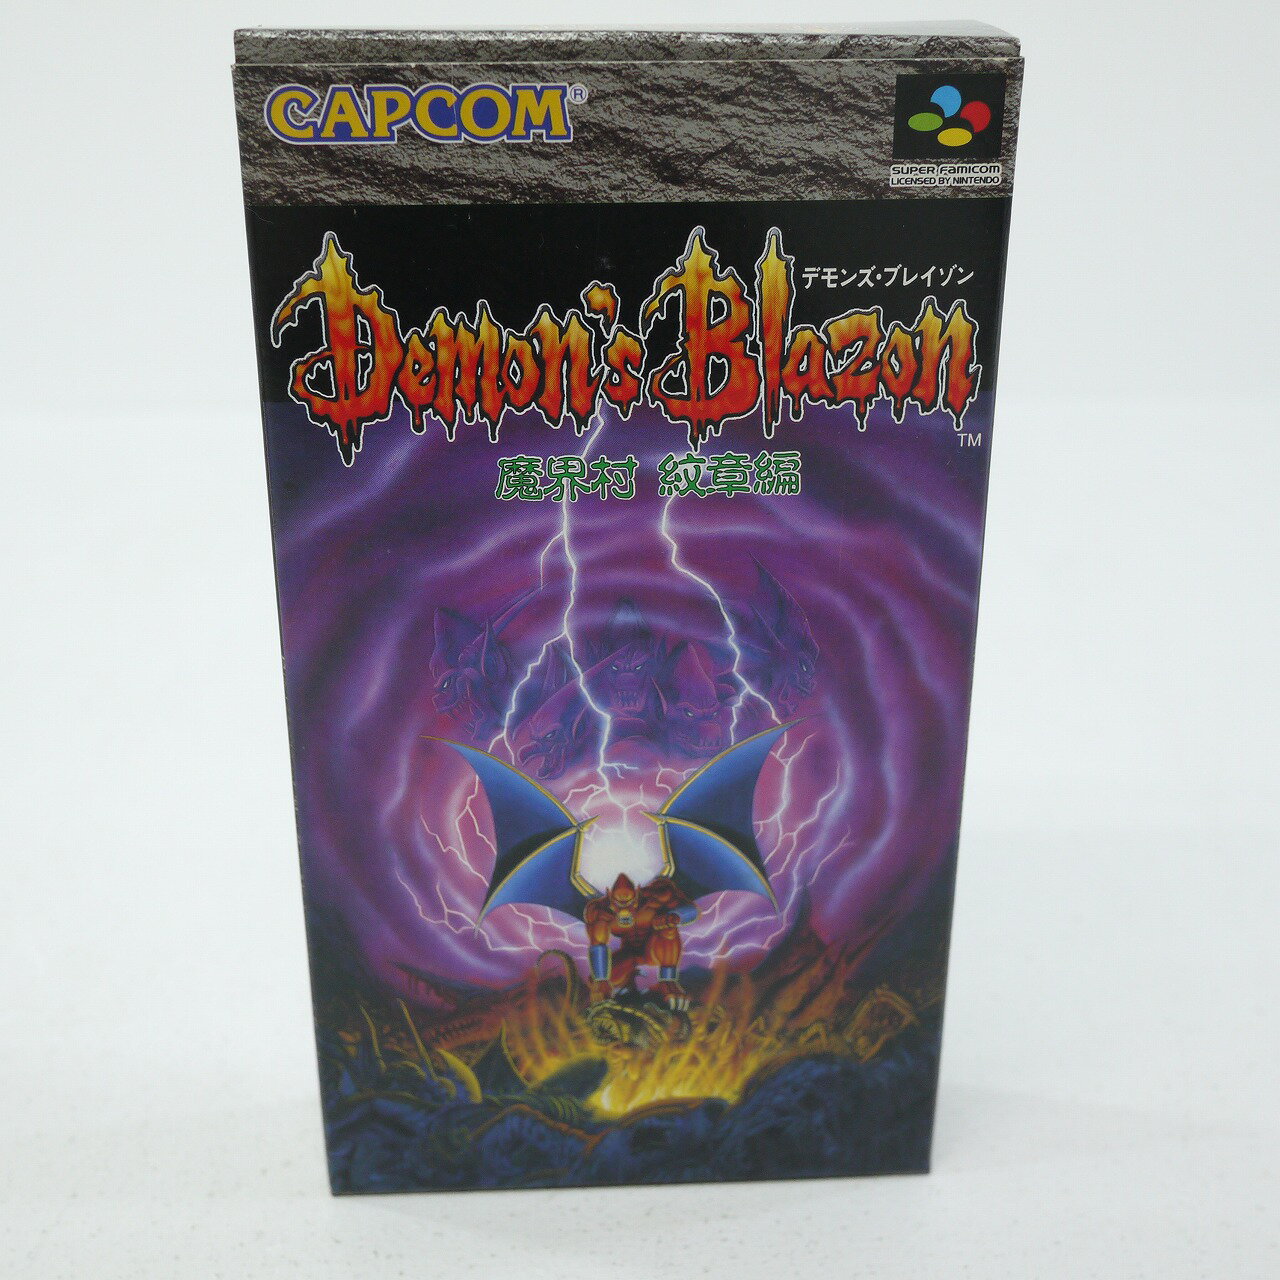 CAPCOM®
SUPER FAMICOM
LICENSED BY NINTENDO
デモンズ・ブレイゾン
Demon's Blazon
TM
魔界村 紋章編